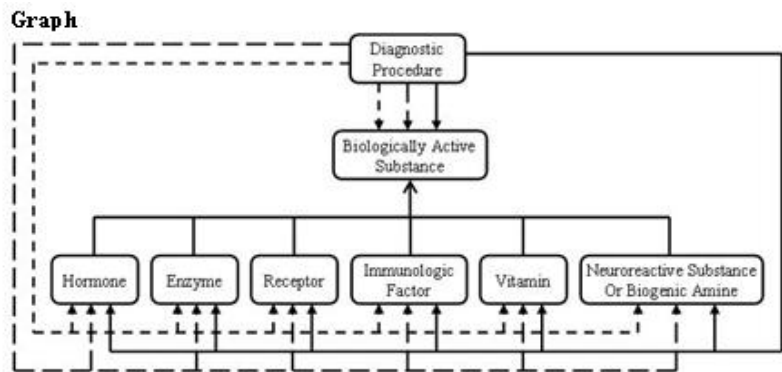 Graph
Diagnostic
Procedure
Biologically Active
Substance
Hormone
Enzyme
Receptor
Immunologic
Factor
Vitamin
Neuroreactive Substance
Or Biogenic Amine